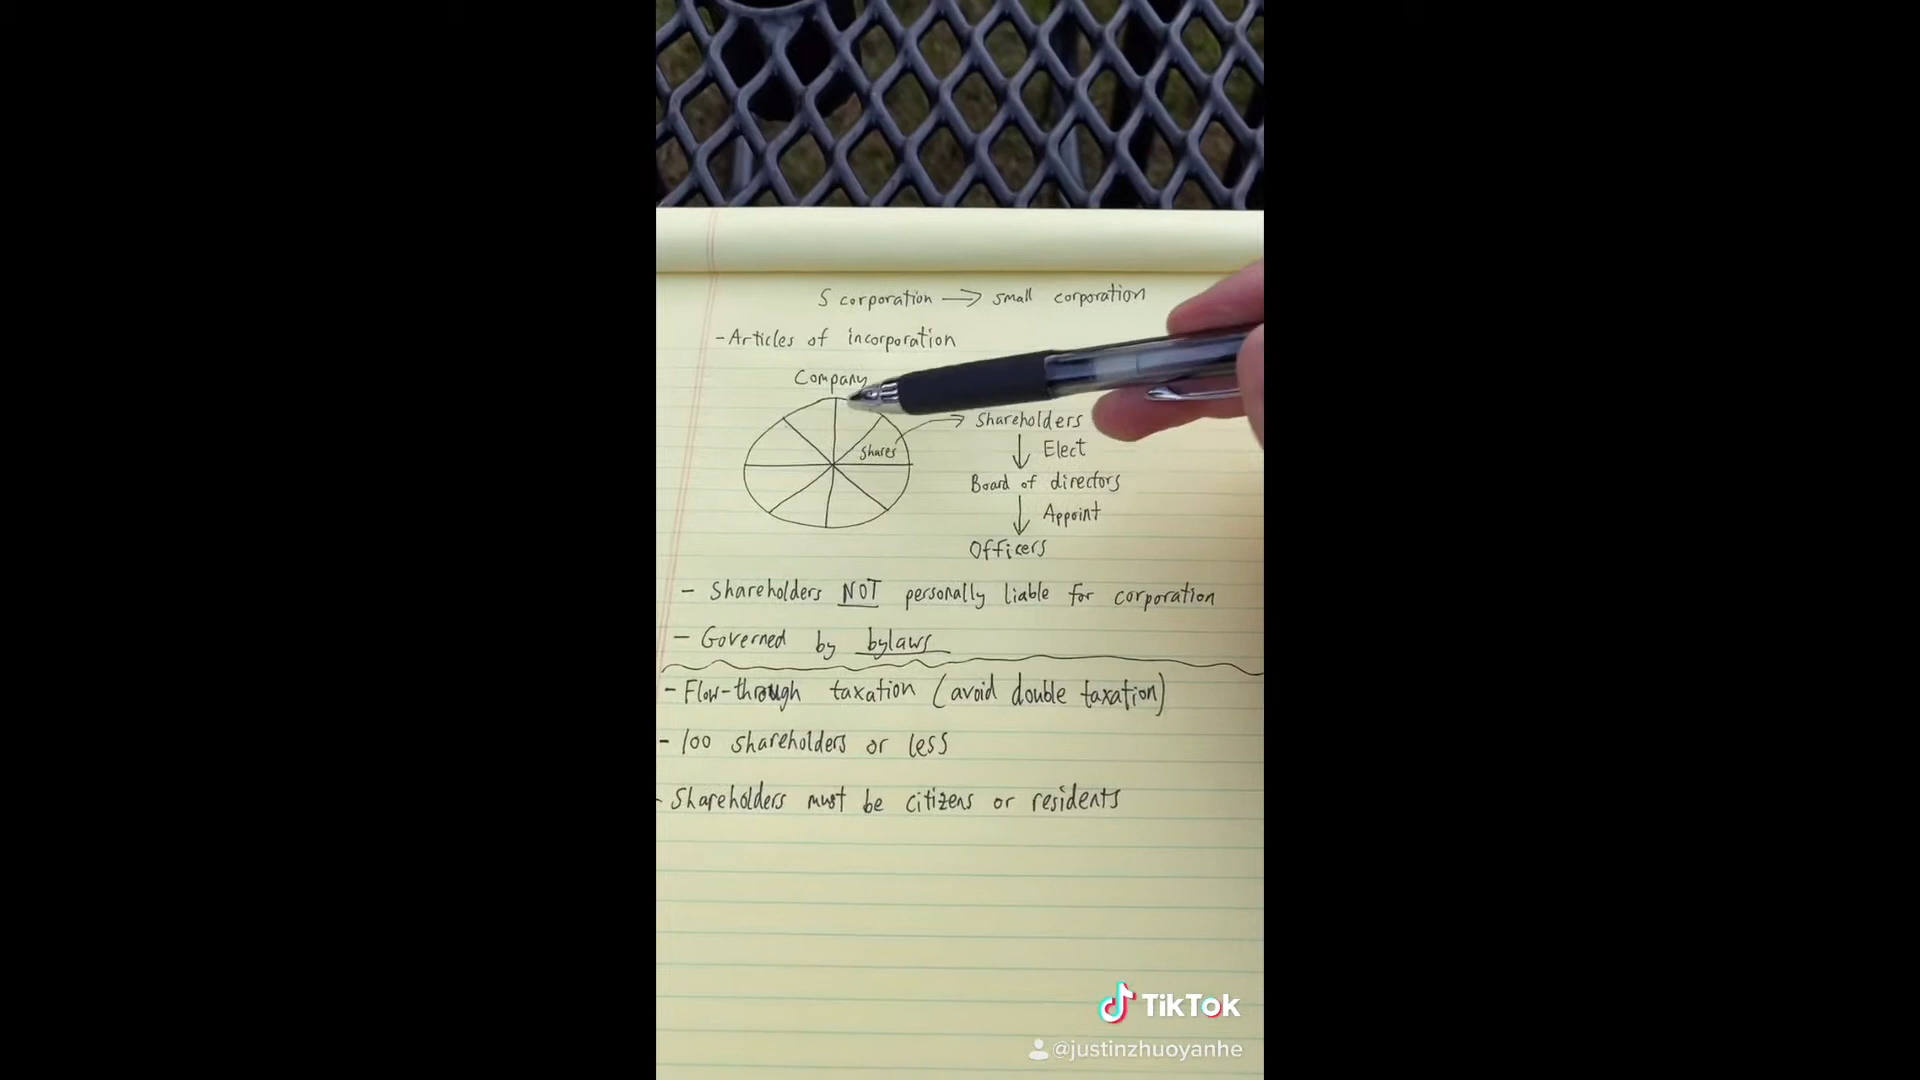 S corporation → small corporation
- Articles of incorporation
Company
shares → Shareholders
↓ Elect
Board of directors
↓ Appoint
Officers
- Shareholders NOT personally liable for corporation
- Governed by bylaws
- Flow-through taxation (avoid double taxation)
- 100 shareholders or less
- Shareholders must be citizens or residents
TikTok
@justinzhuoyanhe